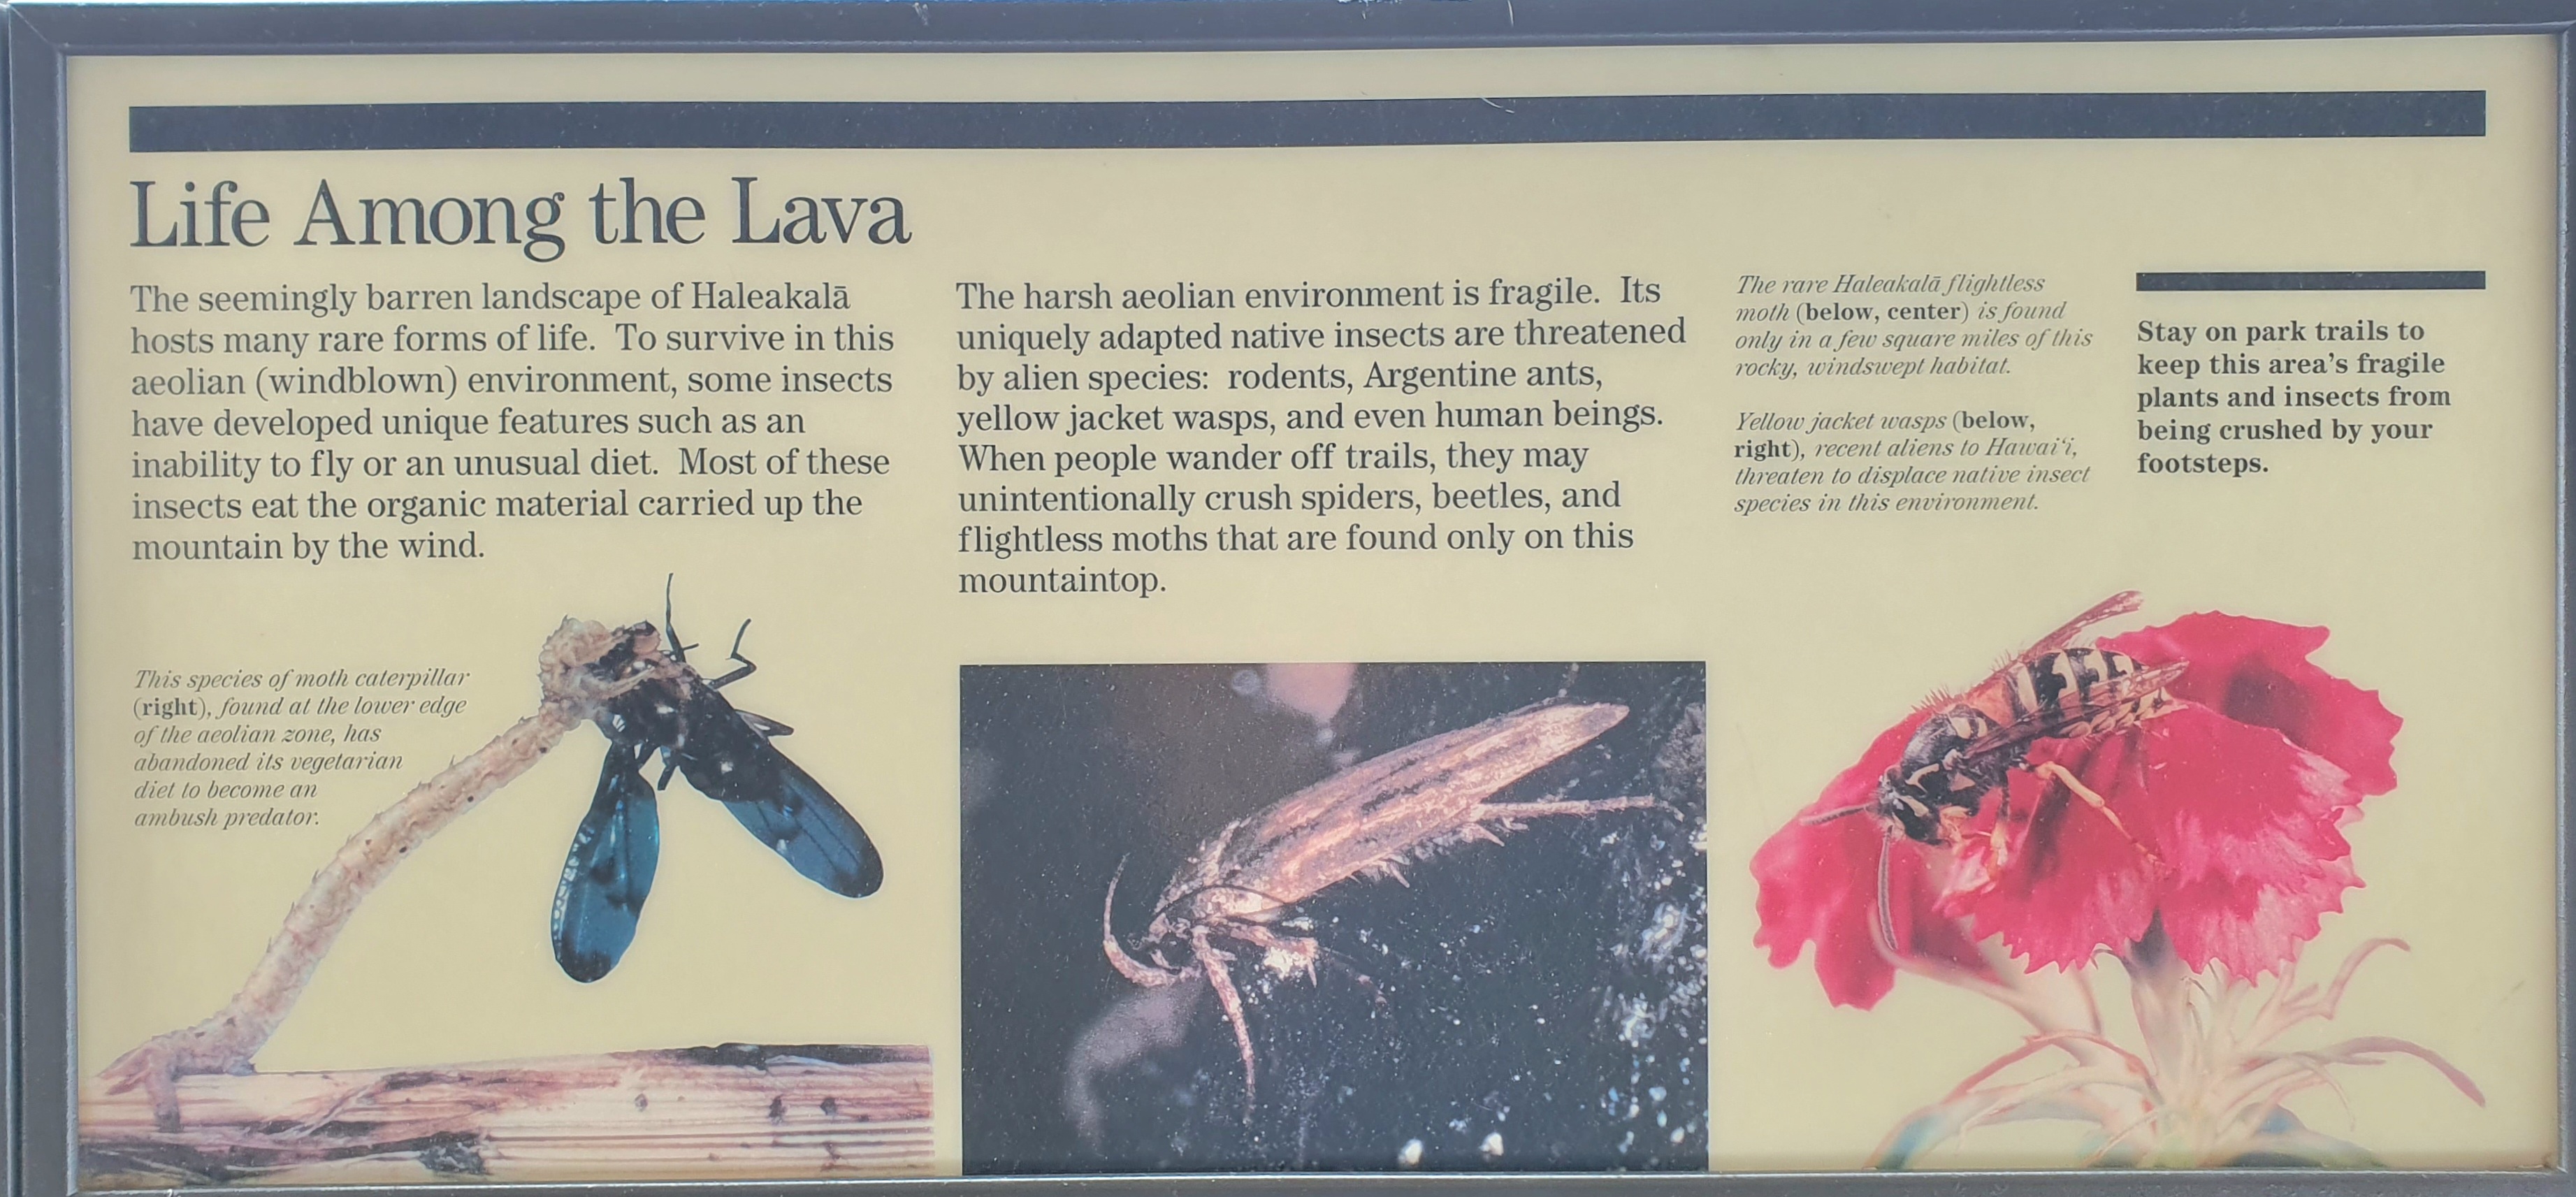 Life Among the Lava
The seemingly barren landscape of Haleakalā
hosts many rare forms of life.  To survive in this
aeolian (windblown) environment, some insects
have developed unique features such as an
inability to fly or an unusual diet.  Most of these
insects eat the organic material carried up the
mountain by the wind.
This species of moth caterpillar
(right), found at the lower edge
of the aeolian zone, has
abandoned its vegetarian
diet to become an
ambush predator.
The harsh aeolian environment is fragile.  Its
uniquely adapted native insects are threatened
by alien species:  rodents, Argentine ants,
yellow jacket wasps, and even human beings.
When people wander off trails, they may
unintentionally crush spiders, beetles, and
flightless moths that are found only on this
mountaintop.
The rare Haleakalā flightless
moth (below, center) is found
only in a few square miles of this
rocky, windswept habitat.
Yellow jacket wasps (below,
right), recent aliens to Hawai‘i,
threaten to displace native insect
species in this environment.
Stay on park trails to
keep this area’s fragile
plants and insects from
being crushed by your
footsteps.